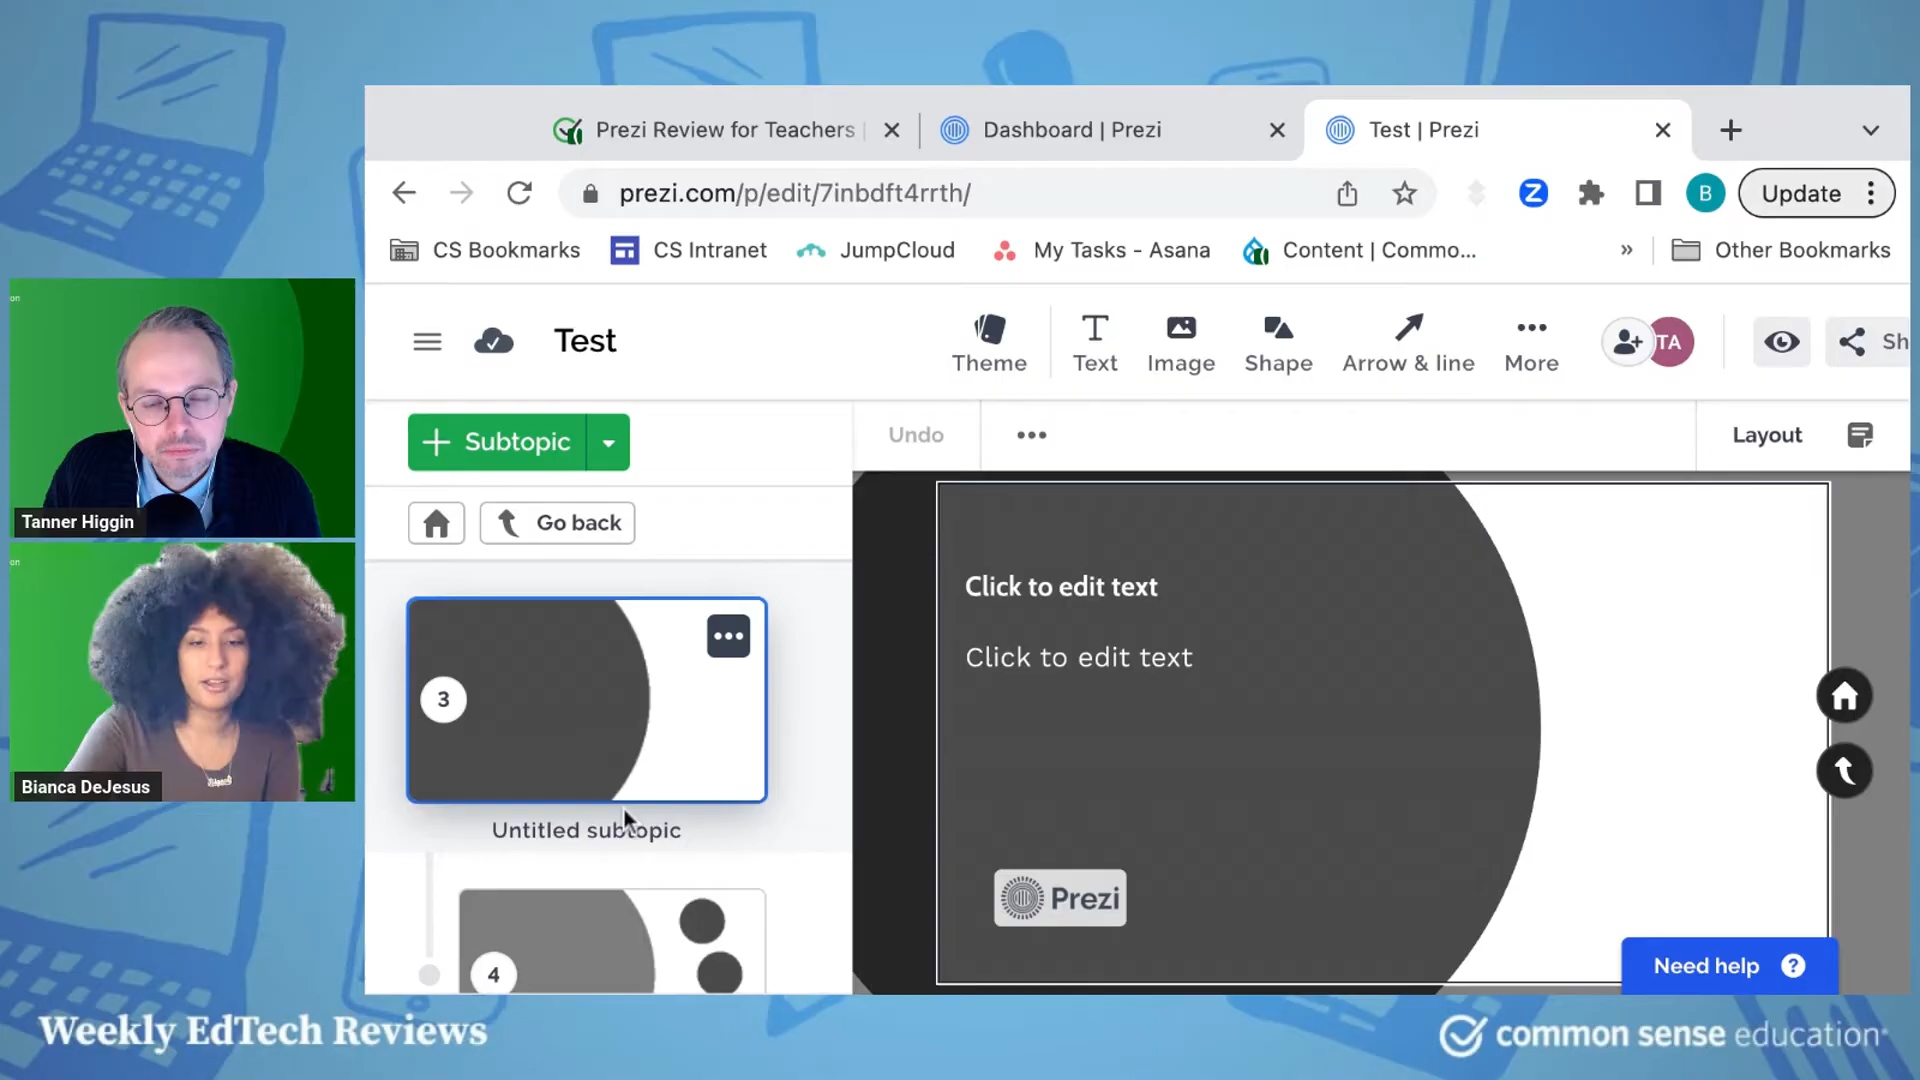 Prezi Review for Teachers
Dashboard | Prezi
Test | Prezi
prezi.com/p/edit/7inbdft4rrth/
B
Update
CS Bookmarks
CS Intranet
JumpCloud
My Tasks - Asana
Content | Commo...
»
Other Bookmarks
Test
Theme
Text
Image
Shape
Arrow & line
More
TA
Sh
+ Subtopic
Undo
Layout
Go back
3
Untitled subtopic
4
Click to edit text
Click to edit text
Prezi
Need help ?
on
Tanner Higgin
on
Bianca DeJesus
Weekly EdTech Reviews
common sense education